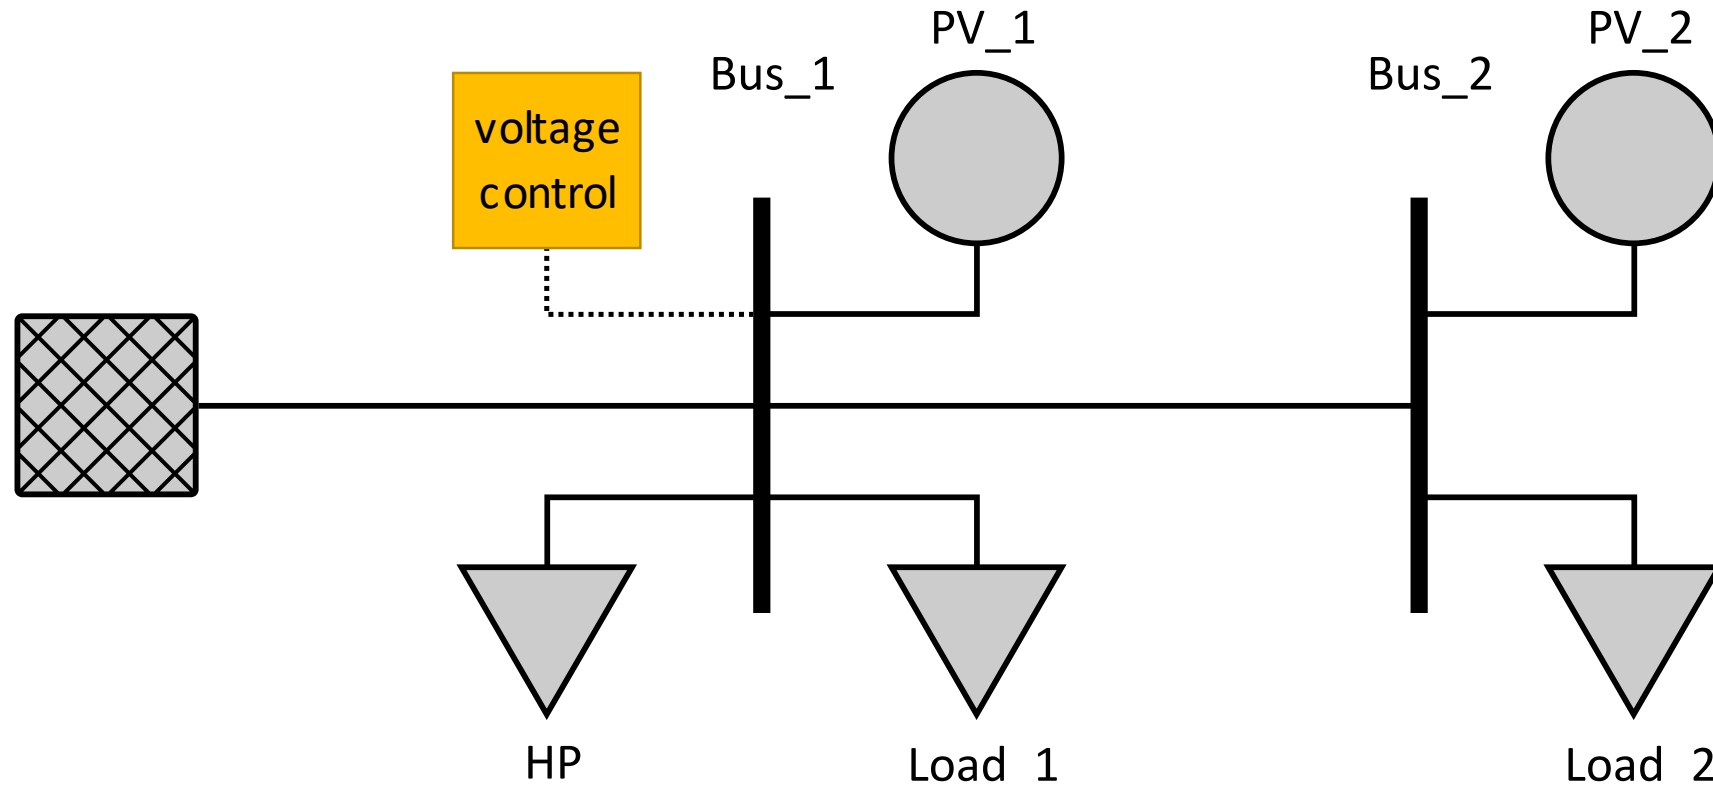 PV_1
PV_2
Bus_1
Bus_2
voltage
control
HP
Load 1
Load 2